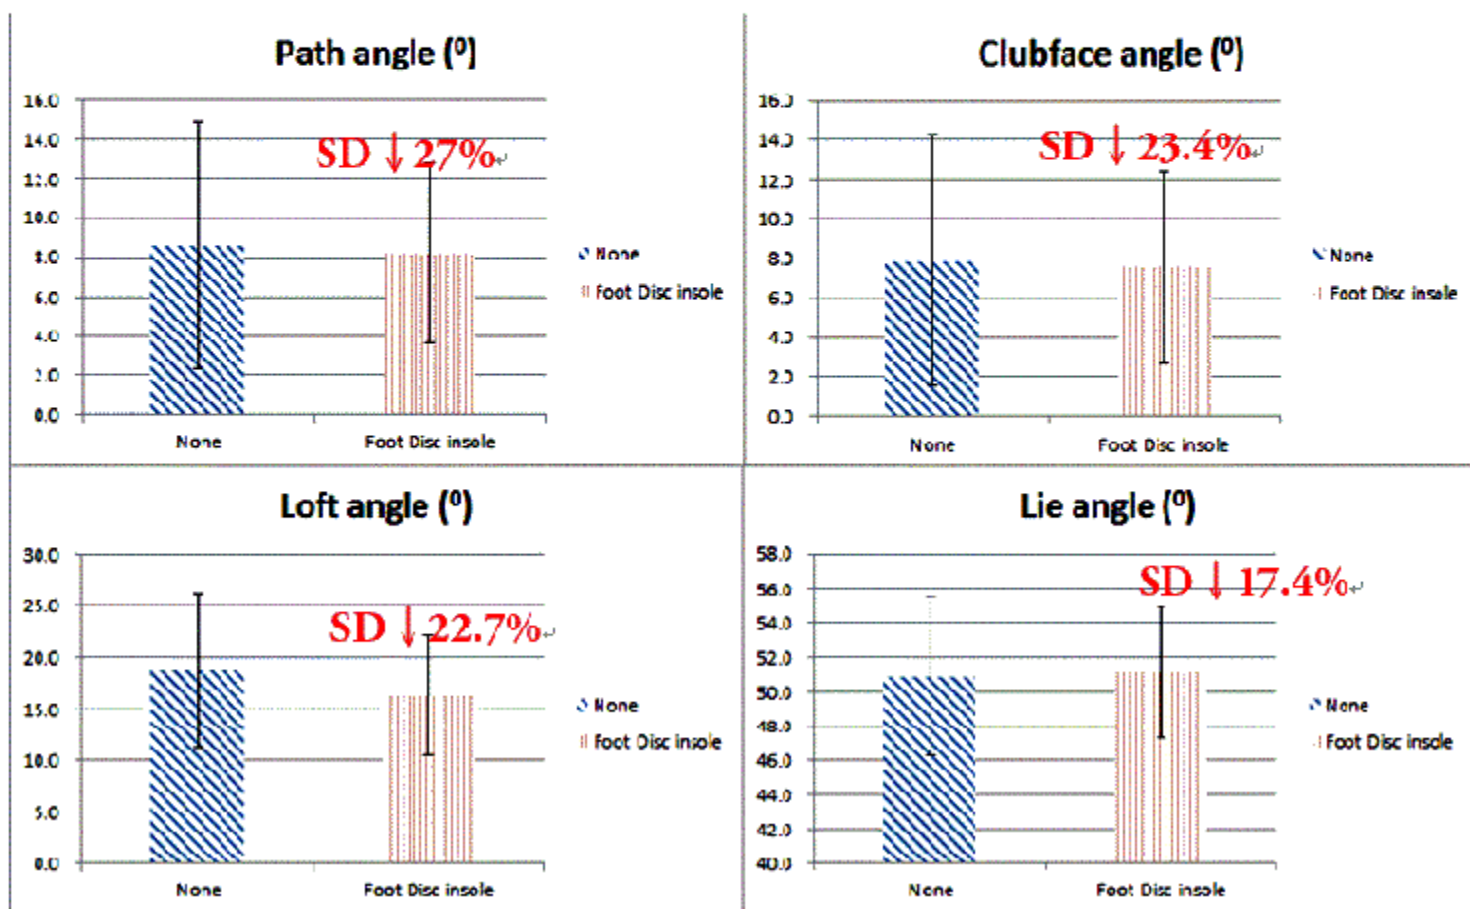 Path angle (⁰)
16.0
14.0
12.0
10.0
8.0
6.0
4.0
2.0
0.0
SD ↓ 27%
None
Foot Disc insole
None
Foot Disc insole
Clubface angle (⁰)
16.0
14.0
12.0
10.0
8.0
6.0
4.0
2.0
0.0
SD ↓ 23.4%
None
Foot Disc insole
None
Foot Disc insole
Loft angle (⁰)
30.0
25.0
20.0
15.0
10.0
5.0
0.0
SD ↓ 22.7%
None
Foot Disc insole
None
Foot Disc insole
Lie angle (⁰)
58.0
56.0
54.0
52.0
50.0
48.0
46.0
44.0
42.0
40.0
SD ↓ 17.4%
None
Foot Disc insole
None
Foot Disc insole